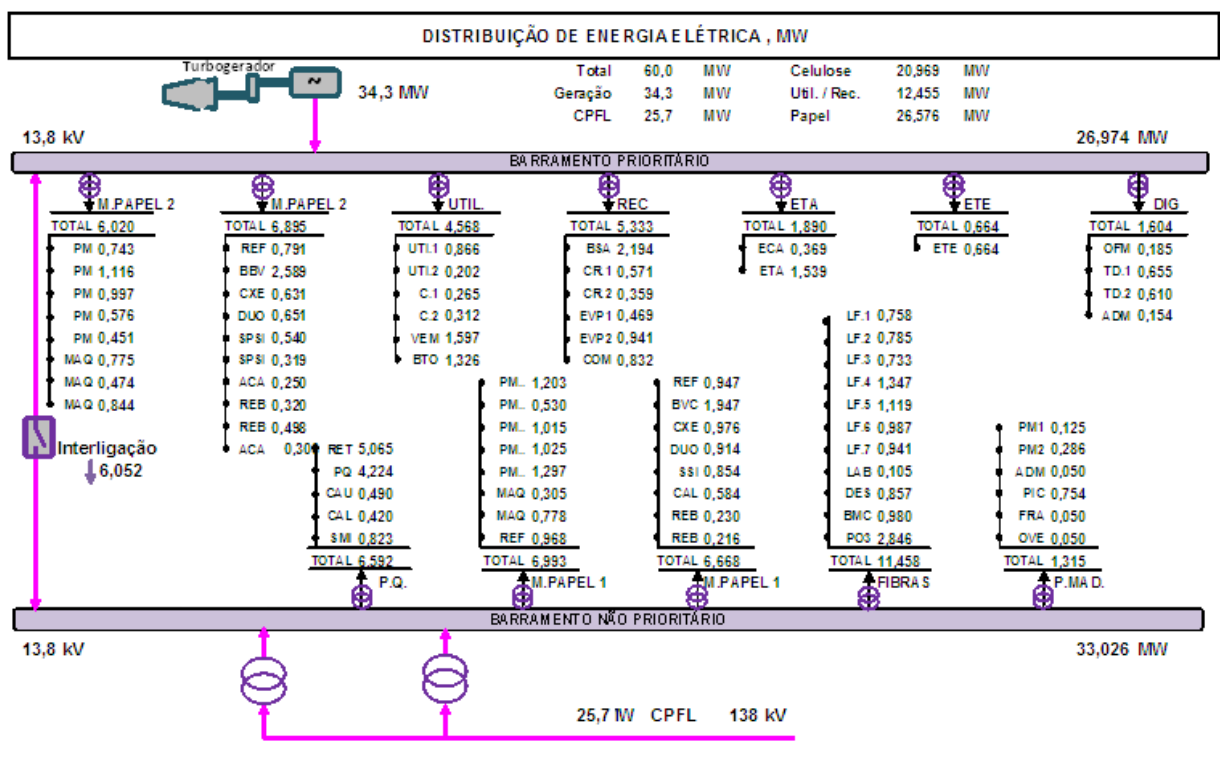 DISTRIBUIÇÃO DE ENERGIA ELÉTRICA , MW
Turbogerador
34,3 MW
Total 60,0 MW Celulose 20,969 MW
Geração 34,3 MW Util. / Rec. 12,455 MW
CPFL 25,7 MW Papel 26,576 MW
13,8 kV
26,974 MW
BARRAMENTO PRIORITÁRIO
M.PAPEL 2
TOTAL 6,020
PM 0,743
PM 1,116
PM 0,997
PM 0,576
PM 0,451
MAQ 0,775
MAQ 0,474
MAQ 0,844
M.PAPEL 2
TOTAL 6,895
REF 0,791
BBV 2,589
CXE 0,631
DUO 0,651
SPSI 0,540
SPSI 0,319
ACA 0,250
REB 0,320
REB 0,498
ACA 0,30
UTIL.
TOTAL 4,568
UTI.1 0,866
UTI.2 0,202
C.1 0,265
C.2 0,312
VEM 1,597
BTO 1,326
REC
TOTAL 5,333
BSA 2,194
CR.1 0,571
CR.2 0,359
EVP1 0,469
EVP2 0,941
COM 0,832
ETA
TOTAL 1,890
ECA 0,369
ETA 1,539
ETE
TOTAL 0,664
ETE 0,664
DIG
TOTAL 1,604
OFM 0,185
TD.1 0,655
TD.2 0,610
ADM 0,154
Interligação
6,052
RET 5,065
PQ 4,224
CAU 0,490
CAL 0,420
SMI 0,823
TOTAL 6,592
P.Q.
PM.. 1,203
PM.. 0,530
PM.. 1,015
PM.. 1,025
PM.. 1,297
MAQ 0,305
MAQ 0,778
REF 0,968
TOTAL 6,993
M.PAPEL 1
REF 0,947
BVC 1,947
CXE 0,976
DUO 0,914
SSI 0,854
CAL 0,584
REB 0,230
REB 0,216
TOTAL 6,668
M.PAPEL 1
LF.1 0,758
LF.2 0,785
LF.3 0,733
LF.4 1,347
LF.5 1,119
LF.6 0,987
LF.7 0,941
LAB 0,105
DES 0,857
BMC 0,980
POS 2,846
TOTAL 11,458
FIBRAS
PM1 0,125
PM2 0,286
ADM 0,050
PIC 0,754
FRA 0,050
OVE 0,050
TOTAL 1,315
P.MAD.
BARRAMENTO NÃO PRIORITÁRIO
13,8 kV
33,026 MW
25,7 CPFL 138 kV